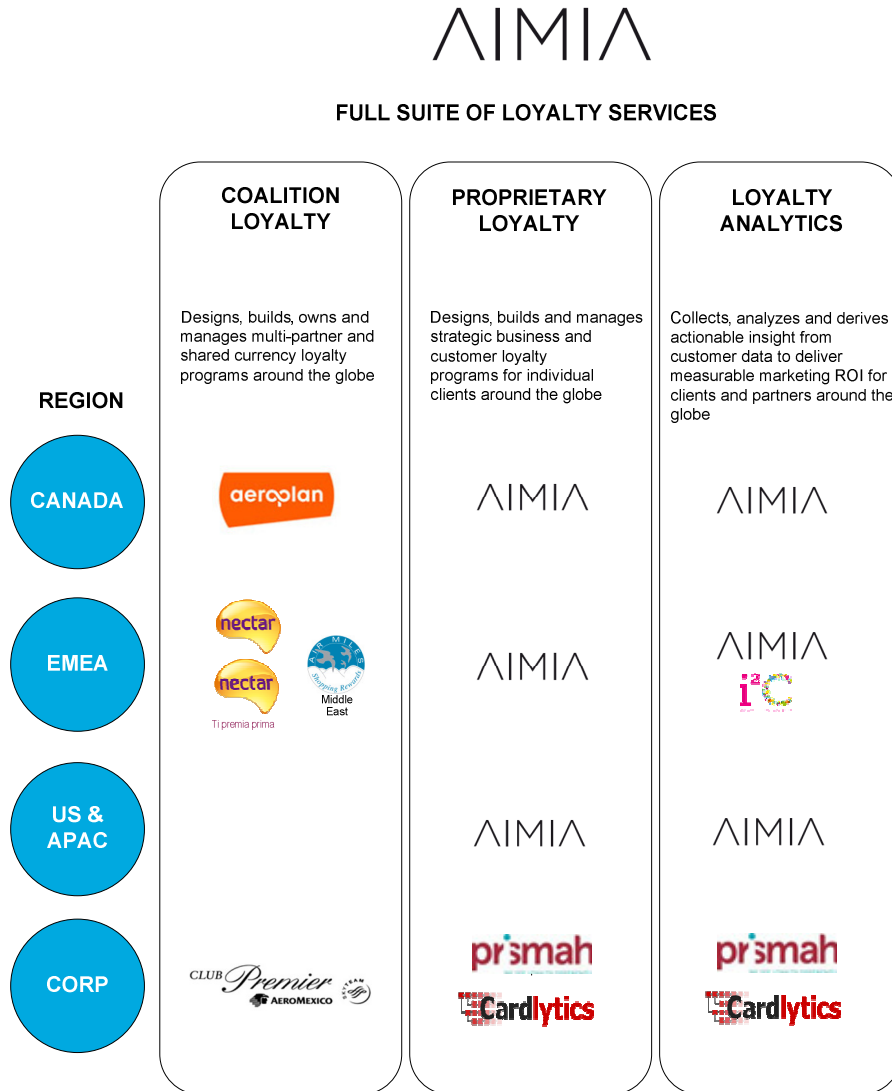 AIMIA
FULL SUITE OF LOYALTY SERVICES
COALITION
LOYALTY
Designs, builds, owns and
manages multi-partner and
shared currency loyalty
programs around the globe
PROPRIETARY
LOYALTY
Designs, builds and manages
strategic business and
customer loyalty
programs for individual
clients around the globe
LOYALTY
ANALYTICS
Collects, analyzes and derives
actionable insight from
customer data to deliver
measurable marketing ROI for
clients and partners around the
globe
REGION
CANADA
aeroplan
AIMIA
AIMIA
EMEA
nectar
nectar
Ti premia prima
AIR MILES
Shopping Rewards
Middle
East
AIMIA
AIMIA
i²c
US &
APAC
AIMIA
AIMIA
CORP
CLUB Premier
AEROMEXICO
SKYTEAM
prismah
Cardlytics
prismah
Cardlytics